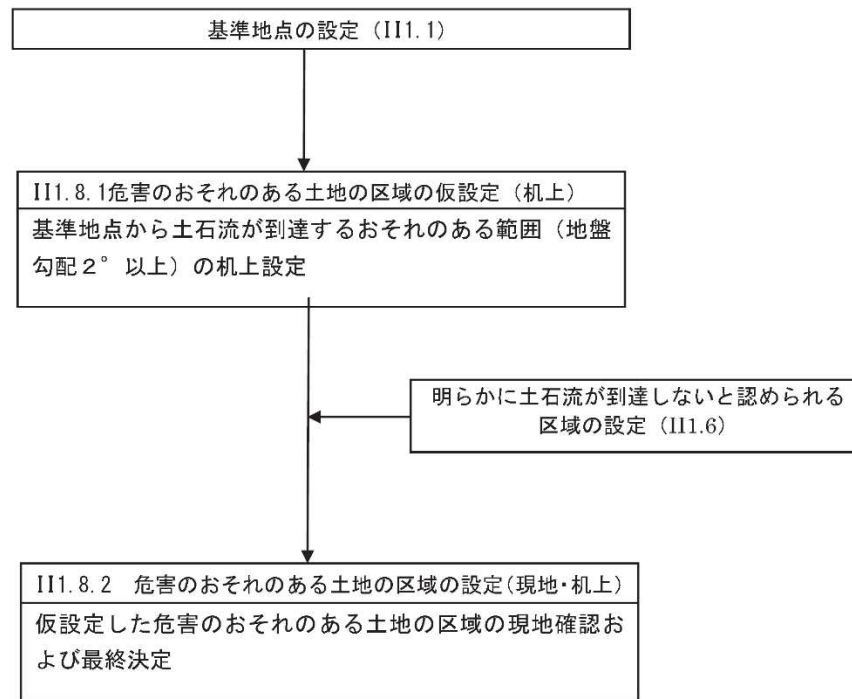 基準地点の設定（II1.1）
II1.8.1危害のおそれのある土地の区域の仮設定（机上）
基準地点から土石流が到達するおそれのある範囲（地盤
勾配２°以上）の机上設定
明らかに土石流が到達しないと認められる
区域の設定（II1.6）
II1.8.2　危害のおそれのある土地の区域の設定(現地･机上)
仮設定した危害のおそれのある土地の区域の現地確認お
よび最終決定